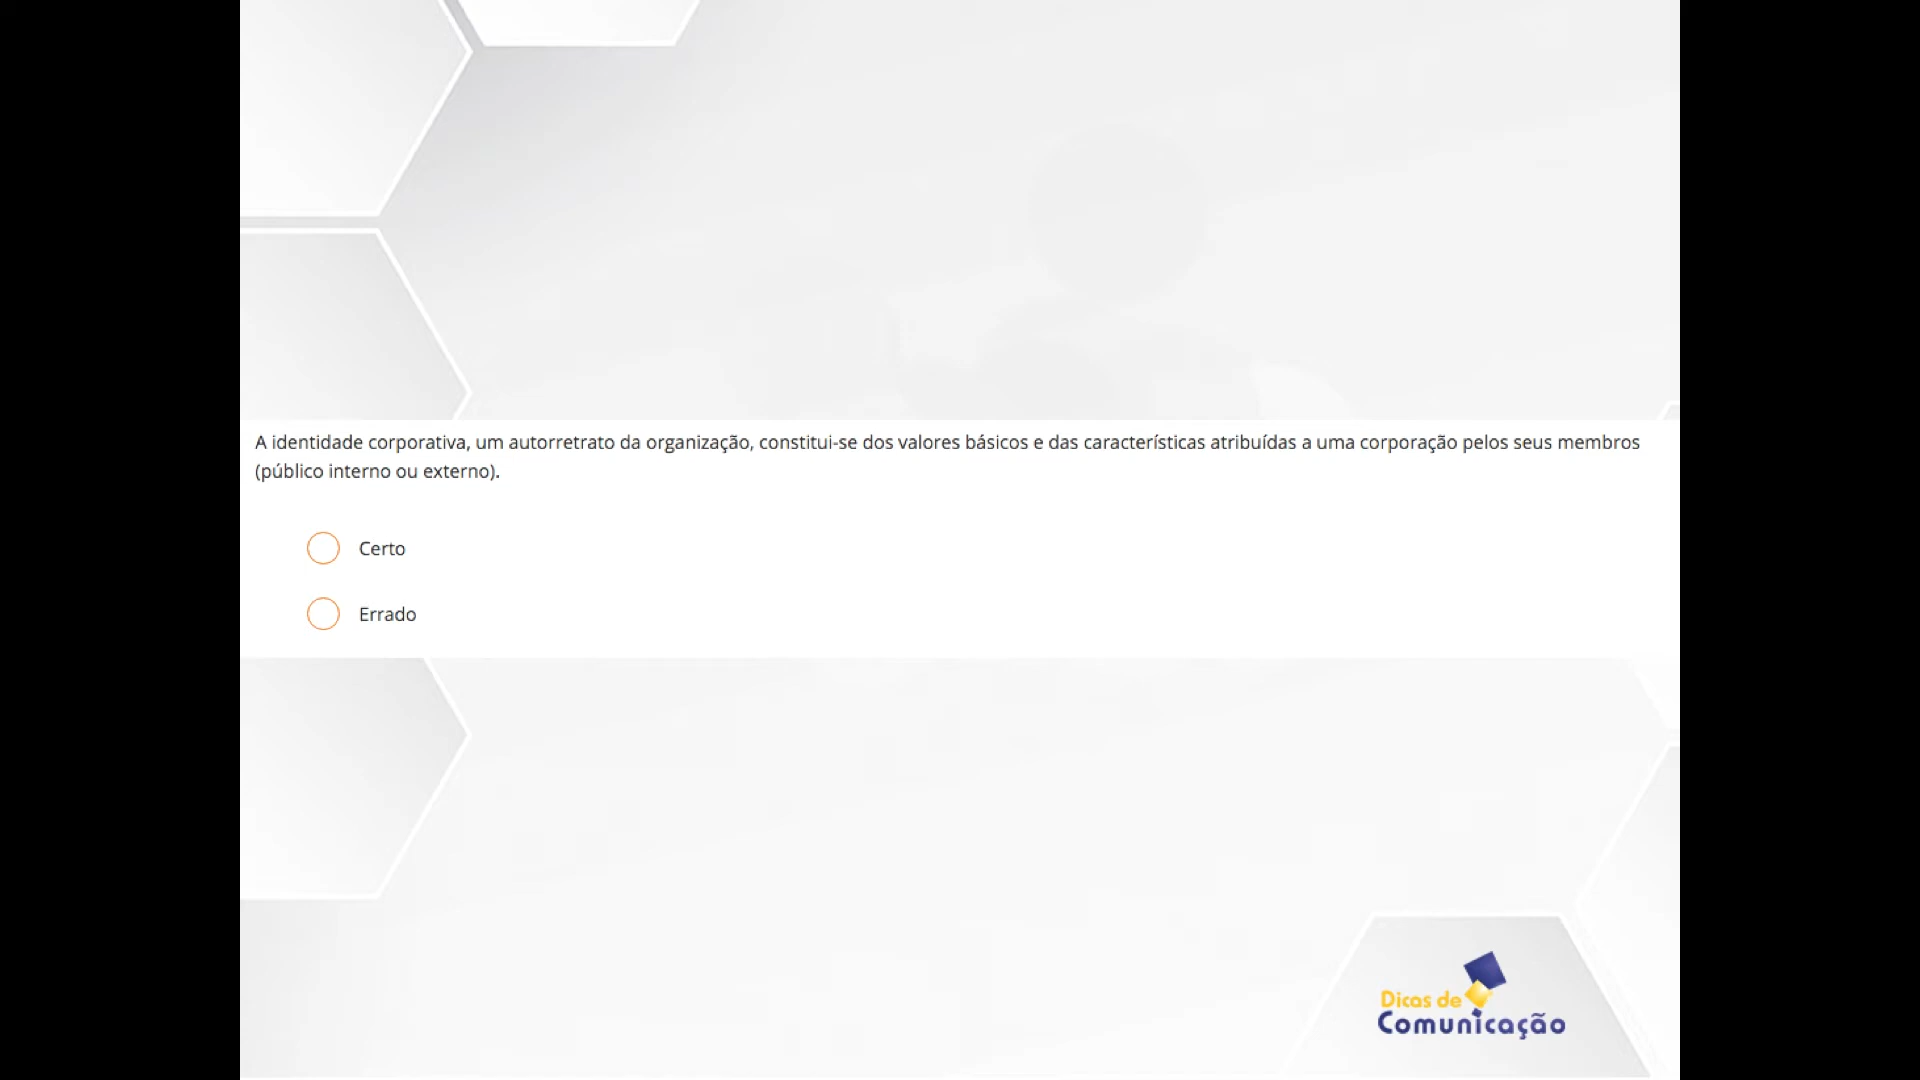 A identidade corporativa, um autorretrato da organização, constitui-se dos valores básicos e das características atribuídas a uma corporação pelos seus membros
(público interno ou externo).
Certo
Errado
Dicas de
Comunicação